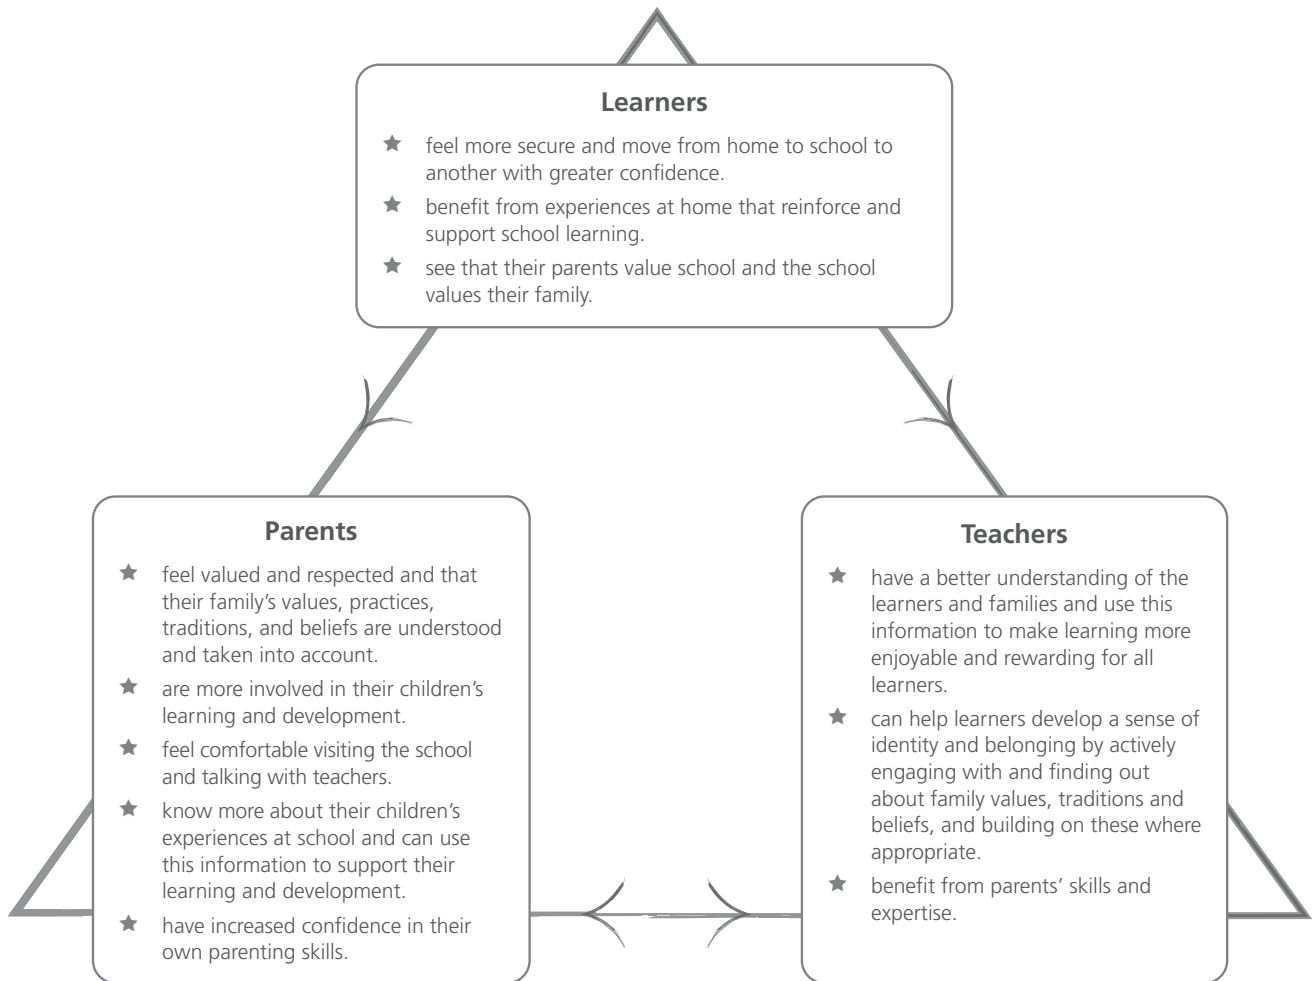 Learners
★ feel more secure and move from home to school to
another with greater confidence.
★ benefit from experiences at home that reinforce and
support school learning.
★ see that their parents value school and the school
values their family.
Parents
★ feel valued and respected and that
their family’s values, practices,
traditions, and beliefs are understood
and taken into account.
★ are more involved in their children’s
learning and development.
★ feel comfortable visiting the school
and talking with teachers.
★ know more about their children’s
experiences at school and can use
this information to support their
learning and development.
★ have increased confidence in their
own parenting skills.
Teachers
★ have a better understanding of the
learners and families and use this
information to make learning more
enjoyable and rewarding for all
learners.
★ can help learners develop a sense of
identity and belonging by actively
engaging with and finding out
about family values, traditions and
beliefs, and building on these where
appropriate.
★ benefit from parents’ skills and
expertise.